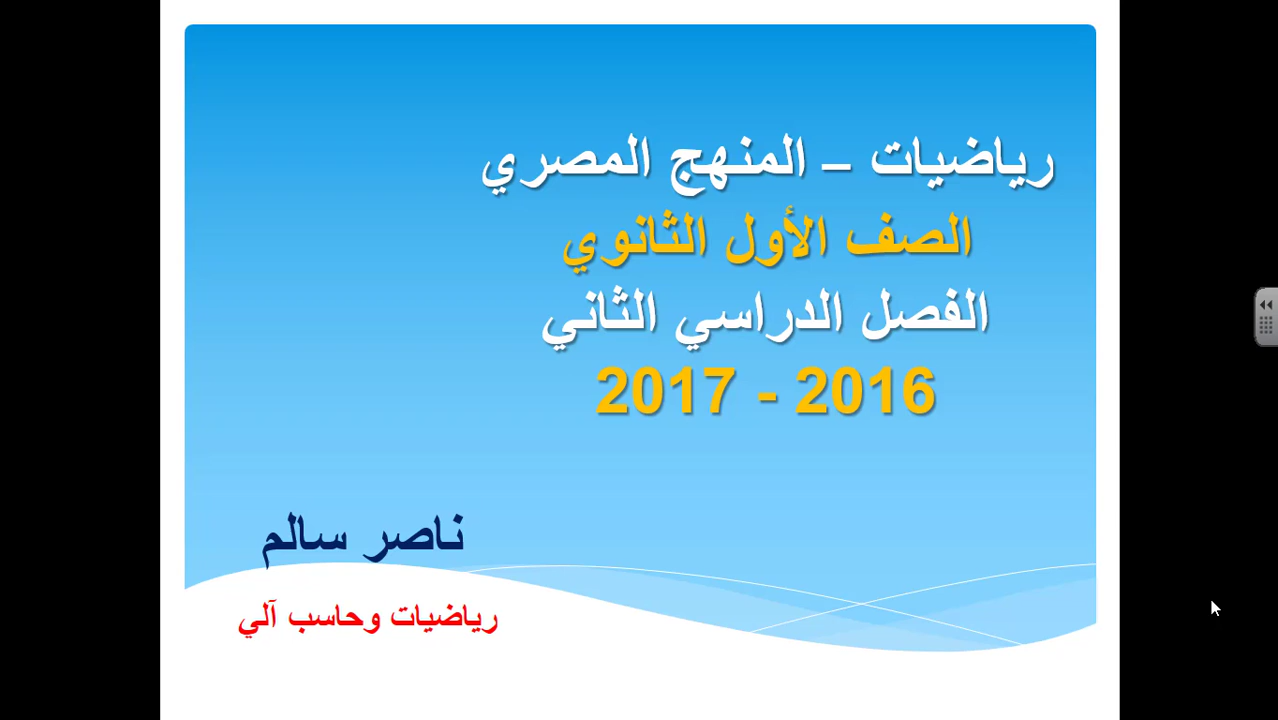 رياضيات – المنهج المصري
الصف الأول الثانوي
الفصل الدراسي الثاني
2016 - 2017
ناصر سالم
رياضيات وحاسب آلي